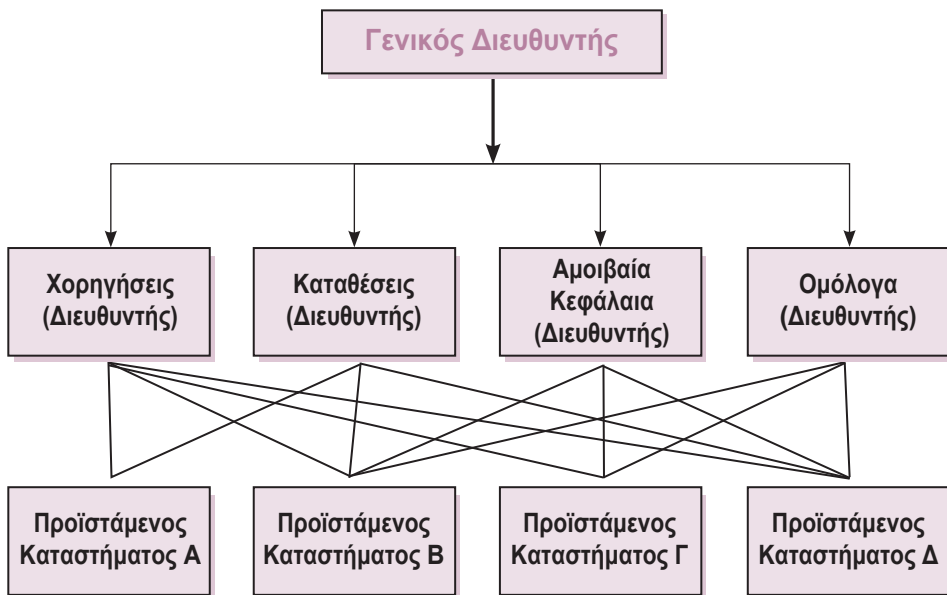 Γενικός Διευθυντής
Χορηγήσεις
(Διευθυντής)
Καταθέσεις
(Διευθυντής)
Αμοιβαία
Κεφάλαια
(Διευθυντής)
Ομόλογα
(Διευθυντής)
Προϊστάμενος
Καταστήματος Α
Προϊστάμενος
Καταστήματος Β
Προϊστάμενος
Καταστήματος Γ
Προϊστάμενος
Καταστήματος Δ